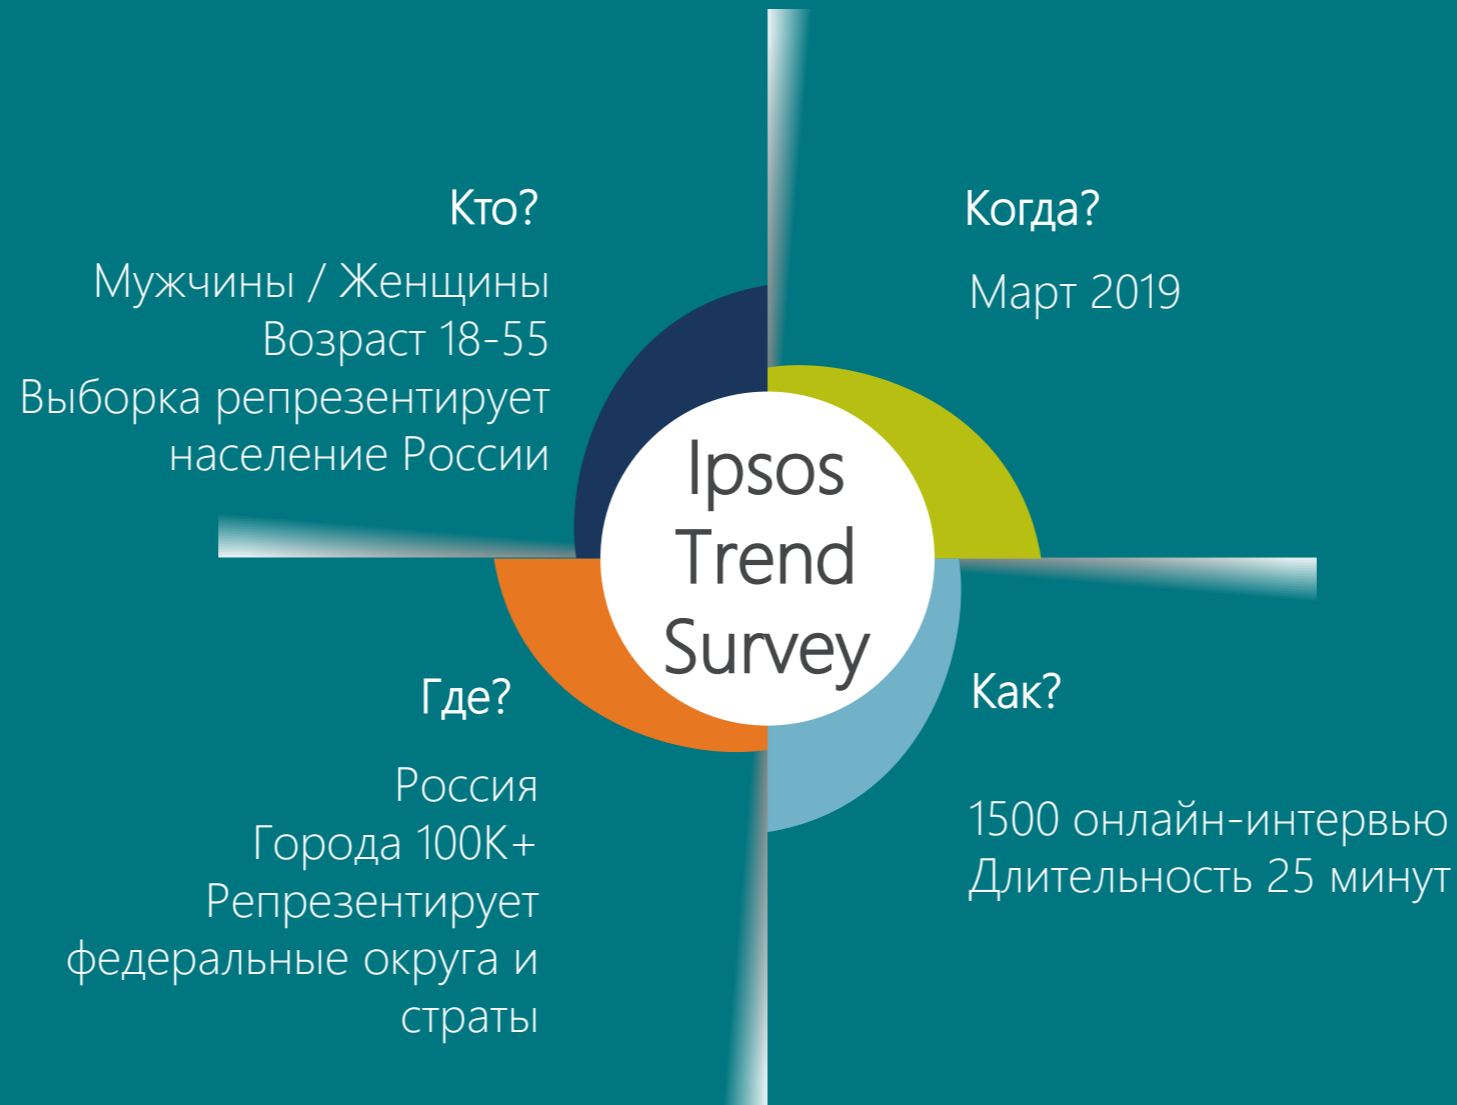 Кто?
Мужчины / Женщины
Возраст 18-55
Выборка репрезентирует
население России
Когда?
Март 2019
Ipsos
Trend
Survey
Где?
Россия
Города 100К+
Репрезентирует
федеральные округа и
страты
Как?
1500 онлайн-интервью
Длительность 25 минут